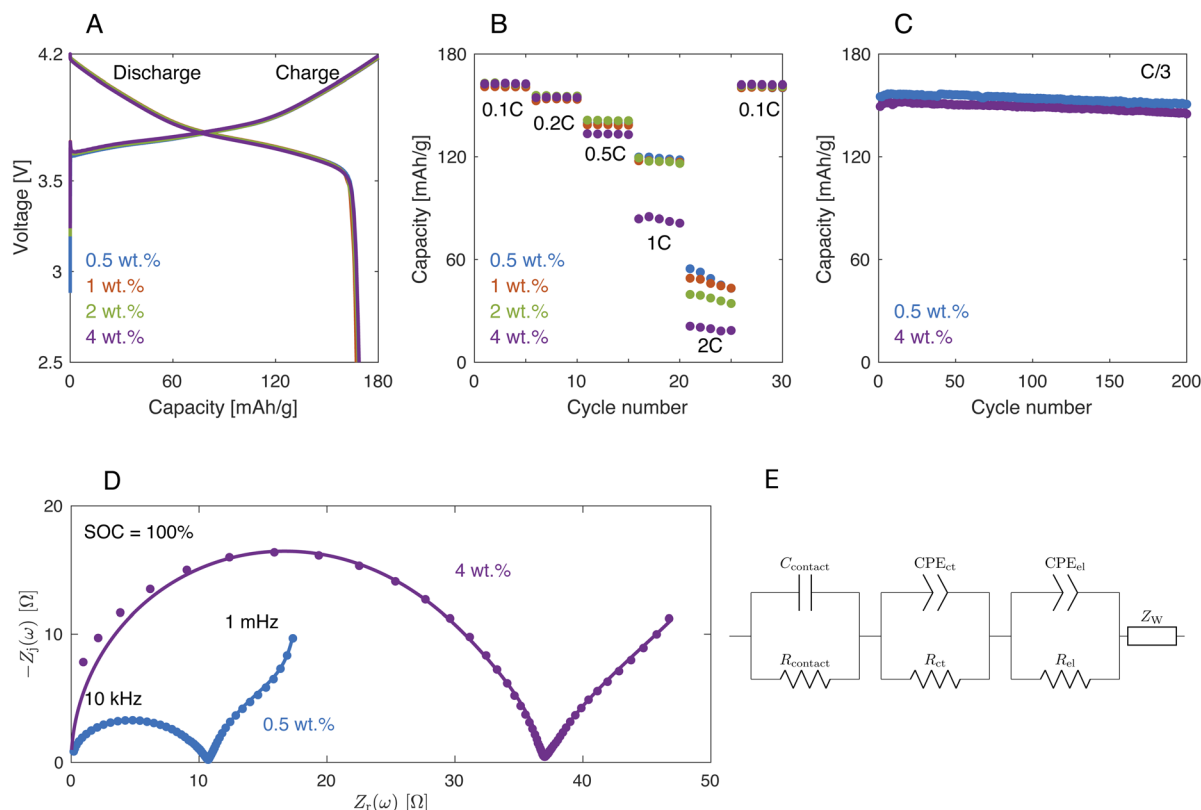 A
4.2
3.5
3
2.5
Voltage [V]
Discharge
Charge
0.5 wt.%
1 wt.%
2 wt.%
4 wt.%
0
60
120
180
Capacity [mAh/g]
B
180
120
60
0
Capacity [mAh/g]
0.1C
0.2C
0.5C
1C
2C
0.1C
0.5 wt.%
1 wt.%
2 wt.%
4 wt.%
0
10
20
30
Cycle number
C
180
120
60
0
Capacity [mAh/g]
C/3
0.5 wt.%
4 wt.%
0
50
100
150
200
Cycle number
D
20
10
0
−Zj(ω) [Ω]
SOC = 100%
4 wt.%
1 mHz
10 kHz
0.5 wt.%
0
10
20
30
40
50
Zr(ω) [Ω]
E
Ccontact
CPEct
CPEel
ZW
Rcontact
Rct
Rel